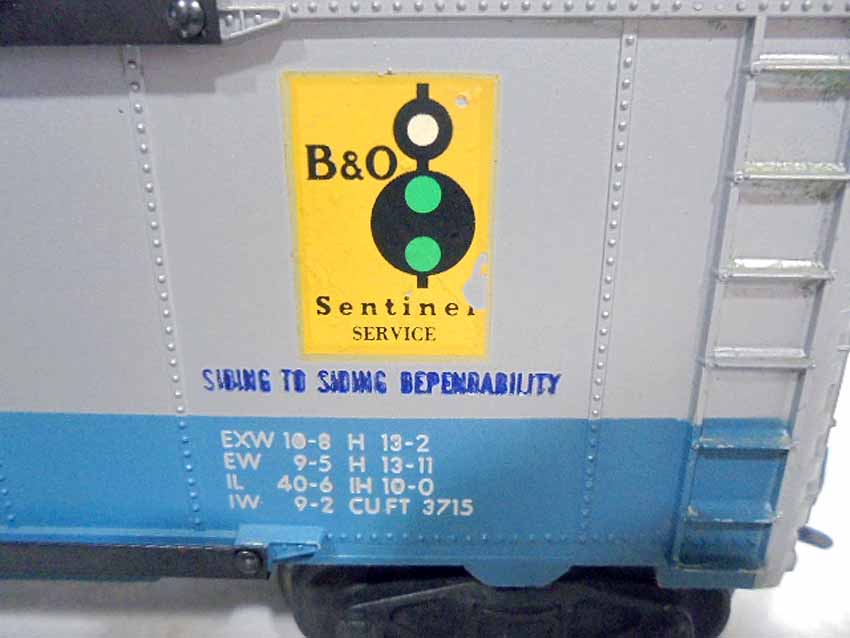 B&O
Sentinel
SERVICE
SIDING TO SIDING DEPENDABILITY
EXW 10-8 H 13-2
EW 9-5 H 13-11
IL 40-6 IH 10-0
IW 9-2 CU FT 3715